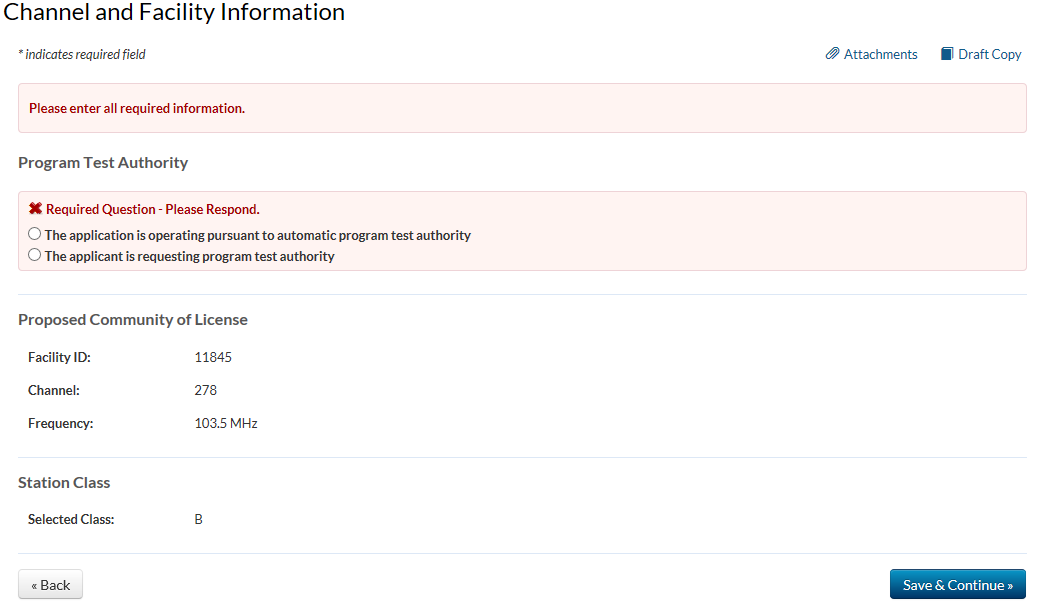 Channel and Facility Information
* indicates required field
Attachments
Draft Copy
Please enter all required information.
Program Test Authority
Required Question - Please Respond.
The application is operating pursuant to automatic program test authority
The applicant is requesting program test authority
Proposed Community of License
Facility ID: 11845
Channel: 278
Frequency: 103.5 MHz
Station Class
Selected Class: B
« Back
Save & Continue »